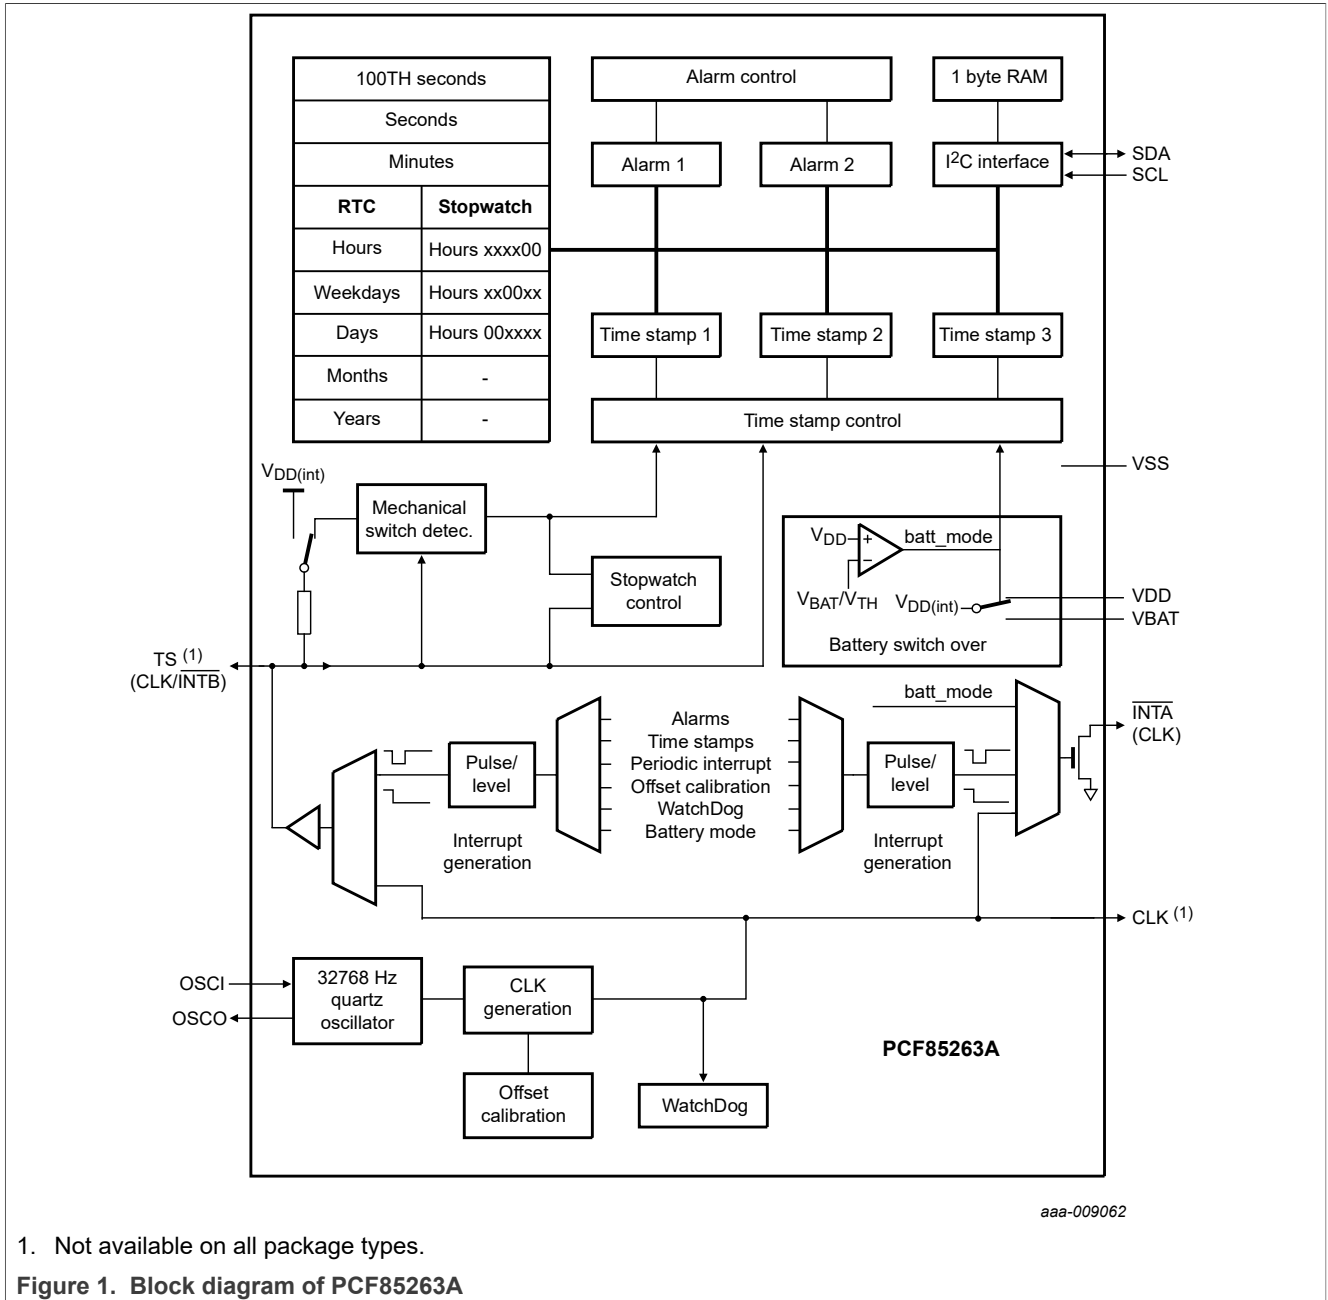 100TH seconds
Seconds
Minutes
RTC Stopwatch
Hours Hours xxxx00
Weekdays Hours xx00xx
Days Hours 00xxxx
Months -
Years -
Alarm control
1 byte RAM
Alarm 1
Alarm 2
I2C interface
SDA
SCL
Time stamp 1
Time stamp 2
Time stamp 3
Time stamp control
VSS
VDD(int)
Mechanical
switch detec.
Stopwatch
control
VDD
+
batt_mode
−
VBAT/VTH
VDD(int)
Battery switch over
VDD
VBAT
TS (1)
(CLK/INTB)
batt_mode
INTA
(CLK)
Alarms
Time stamps
Periodic interrupt
Offset calibration
WatchDog
Battery mode
Pulse/
level
Interrupt
generation
Pulse/
level
Interrupt
generation
CLK (1)
OSCI
OSCO
32768 Hz
quartz
oscillator
CLK
generation
Offset
calibration
WatchDog
PCF85263A
aaa-009062
1. Not available on all package types.
Figure 1. Block diagram of PCF85263A